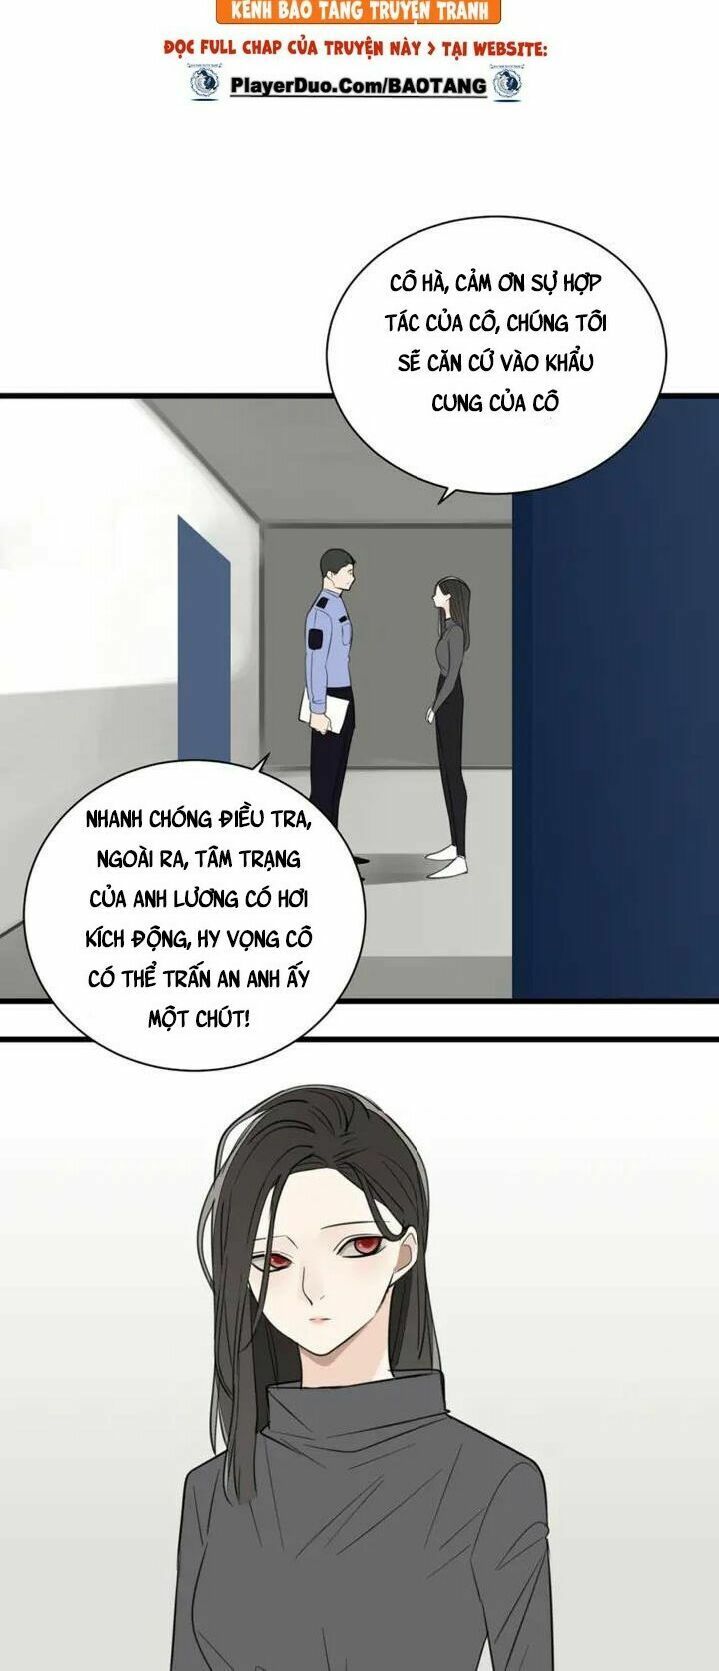 KÊNH BẢO TÀNG TRUYỆN TRANH
ĐỌC FULL CHAP CỦA TRUYỆN NÀY > TẠI WEBSITE:
PlayerDuo.Com/BAOTANG
CÔ HÀ, CẢM ƠN SỰ HỢP
TÁC CỦA CÔ, CHÚNG TÔI
SẼ CĂN CỨ VÀO KHẨU
CUNG CỦA CÔ
NHANH CHÓNG ĐIỀU TRA,
NGOÀI RA, TÂM TRẠNG
CỦA ANH LƯƠNG CÓ HƠI
KÍCH ĐỘNG, HY VỌNG CÔ
CÓ THỂ TRẤN AN ANH ẤY
MỘT CHÚT!